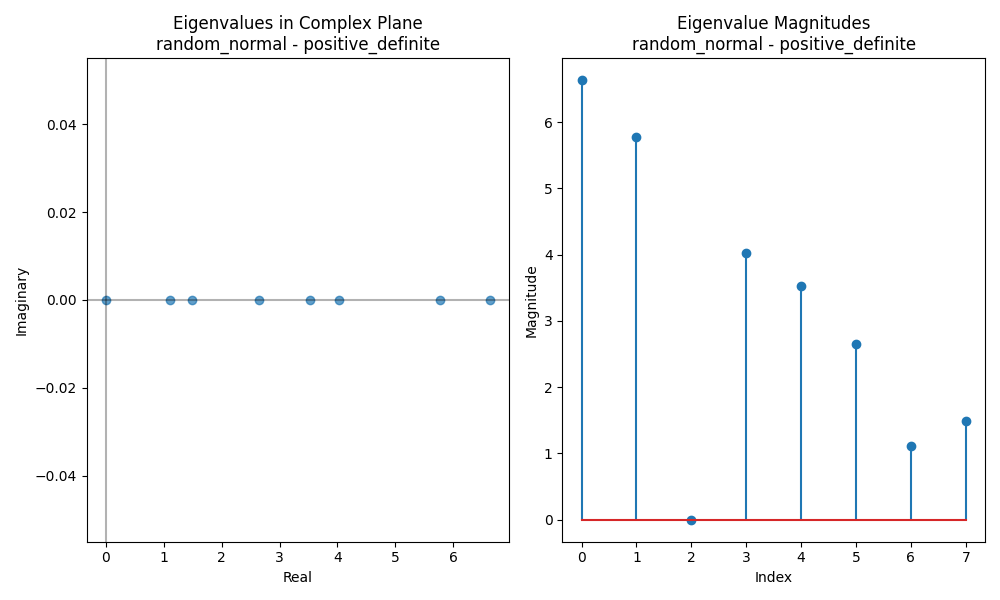 Eigenvalues in Complex Plane
random_normal - positive_definite
0.04
0.02
0.00
−0.02
−0.04
Imaginary
0 1 2 3 4 5 6
Real
Eigenvalue Magnitudes
random_normal - positive_definite
6
5
4
3
2
1
0
Magnitude
0 1 2 3 4 5 6 7
Index